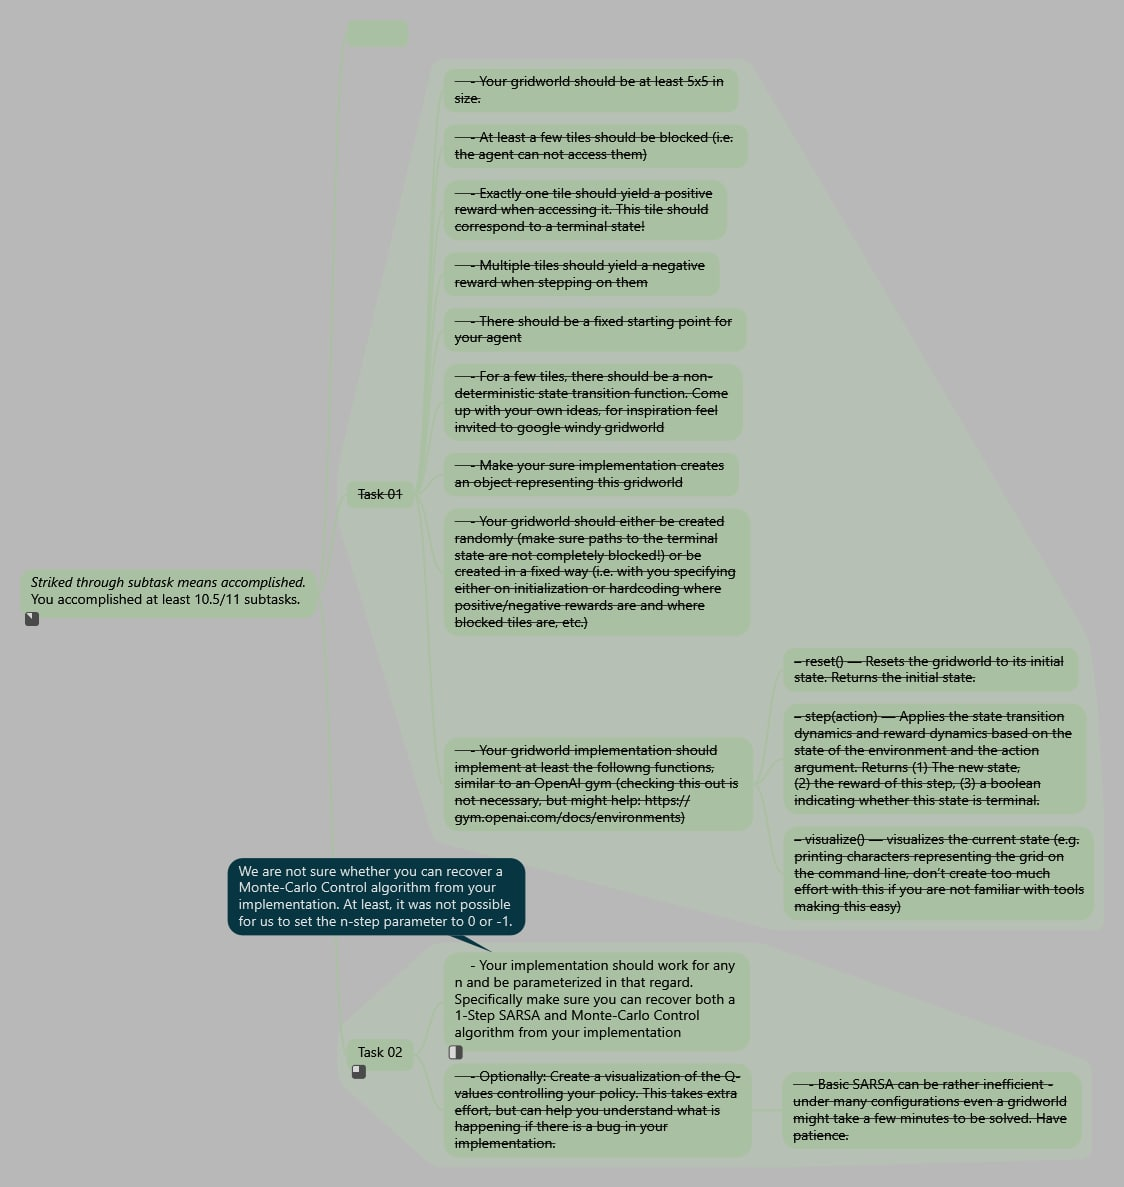 - Your gridworld should be at least 5x5 in
size.
- At least a few tiles should be blocked (i.e.
the agent can not access them)
- Exactly one tile should yield a positive
reward when accessing it. This tile should
correspond to a terminal state!
- Multiple tiles should yield a negative
reward when stepping on them
- There should be a fixed starting point for
your agent
- For a few tiles, there should be a non-
deterministic state transition function. Come
up with your own ideas, for inspiration feel
invited to google windy gridworld
- Make your sure implementation creates
an object representing this gridworld
Task 01
- Your gridworld should either be created
randomly (make sure paths to the terminal
state are not completely blocked!) or be
created in a fixed way (i.e. with you specifying
either on initialization or hardcoding where
positive/negative rewards are and where
blocked tiles are, etc.)
Striked through subtask means accomplished.
You accomplished at least 10.5/11 subtasks.
- Your gridworld implementation should
implement at least the followng functions,
similar to an OpenAI gym (checking this out is
not necessary, but might help: https://
gym.openai.com/docs/environments)
– reset() — Resets the gridworld to its initial
state. Returns the initial state.
– step(action) — Applies the state transition
dynamics and reward dynamics based on the
state of the environment and the action
argument. Returns (1) The new state,
(2) the reward of this step, (3) a boolean
indicating whether this state is terminal.
– visualize() — visualizes the current state (e.g.
printing characters representing the grid on
the command line, don’t create too much
effort with this if you are not familiar with tools
making this easy)
We are not sure whether you can recover a
Monte-Carlo Control algorithm from your
implementation. At least, it was not possible
for us to set the n-step parameter to 0 or -1.
- Your implementation should work for any
n and be parameterized in that regard.
Specifically make sure you can recover both a
1-Step SARSA and Monte-Carlo Control
algorithm from your implementation
Task 02
- Optionally: Create a visualization of the Q-
values controlling your policy. This takes extra
effort, but can help you understand what is
happening if there is a bug in your
implementation.
- Basic SARSA can be rather inefficient -
under many configurations even a gridworld
might take a few minutes to be solved. Have
patience.